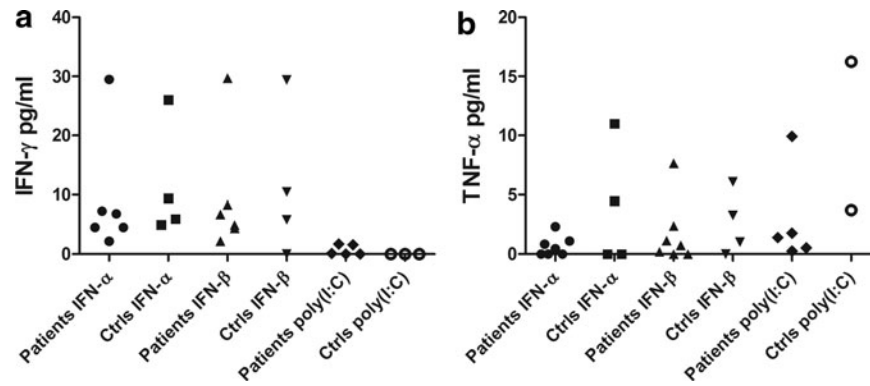 a
IFN-γ pg/ml
40
30
20
10
0
Patients IFN-α
Ctrls IFN-α
Patients IFN-β
Ctrls IFN-β
Patients poly(I:C)
Ctrls poly(I:C)
b
TNF-α pg/ml
20
15
10
5
0
Patients IFN-α
Ctrls IFN-α
Patients IFN-β
Ctrls IFN-β
Patients poly(I:C)
Ctrls poly(I:C)